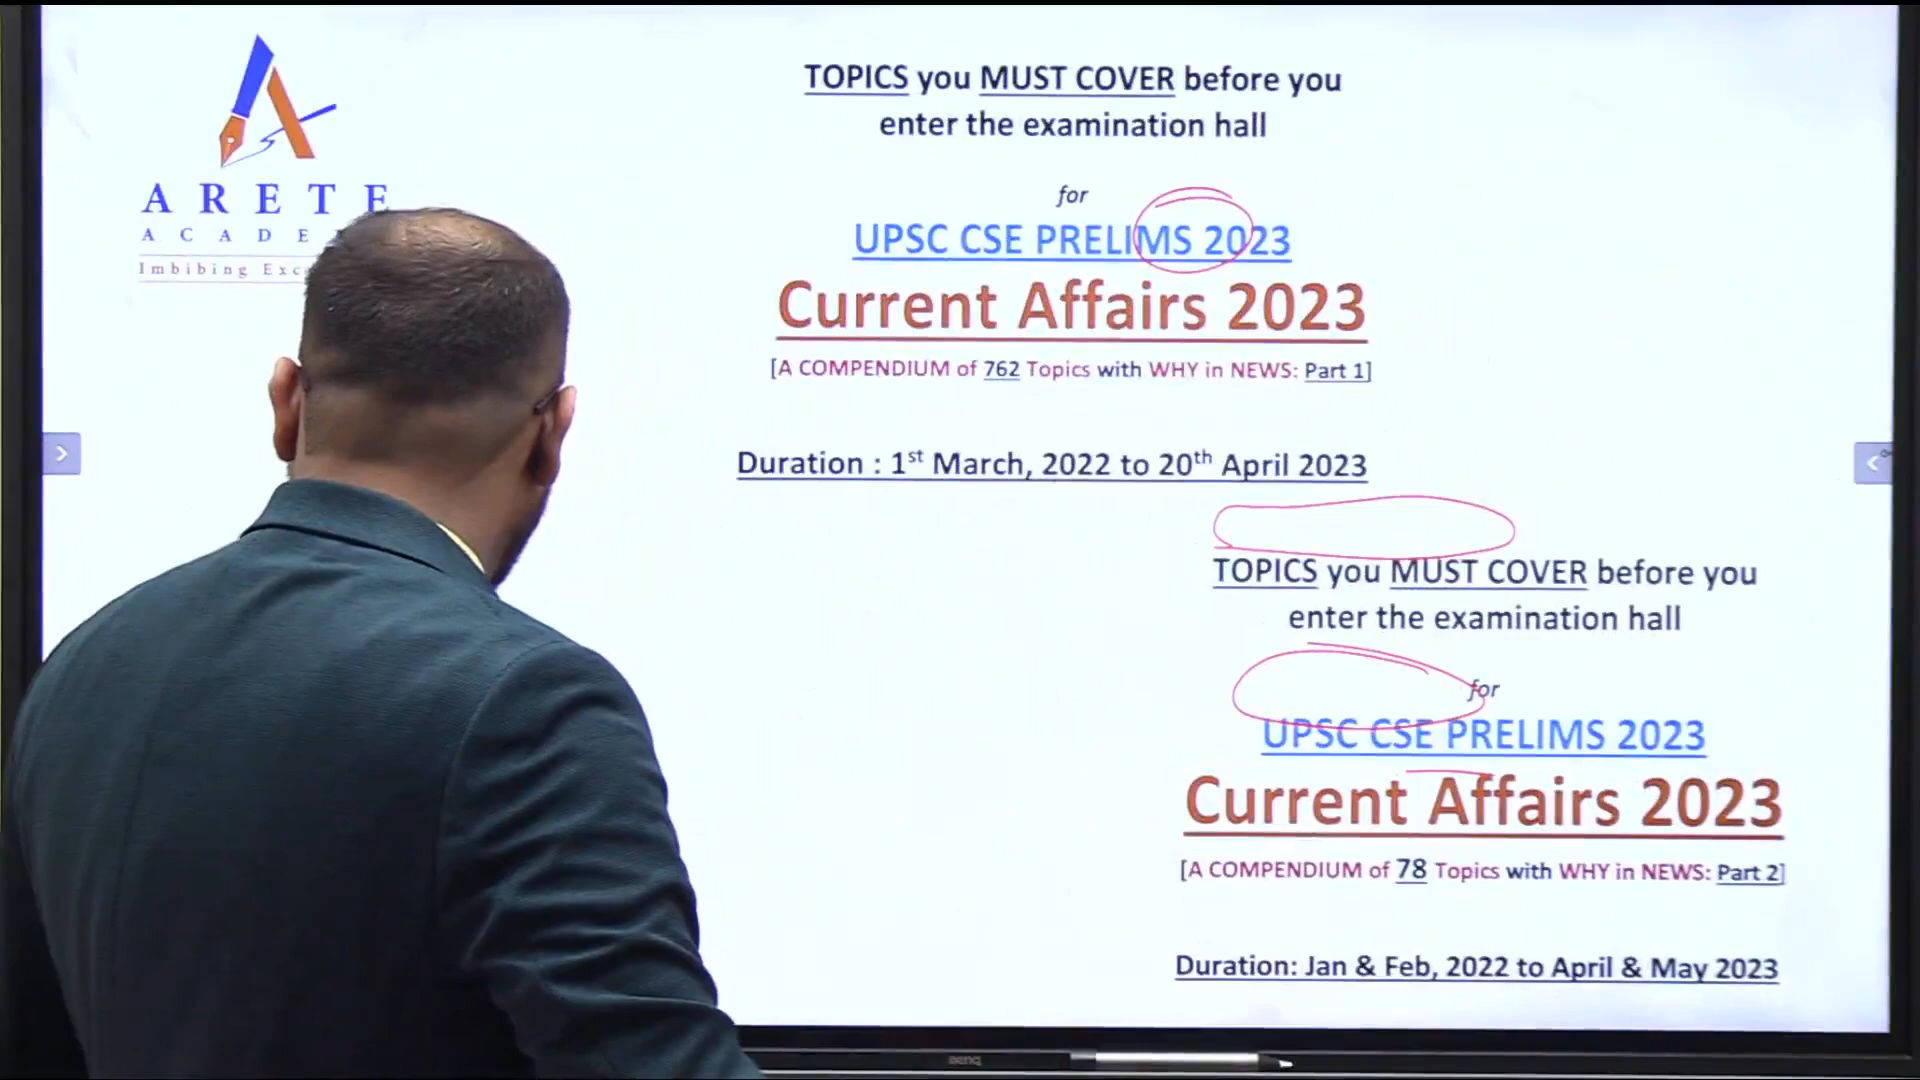 ARETE
ACADE
Imbibing Exc
TOPICS you MUST COVER before you
enter the examination hall
for
UPSC CSE PRELIMS 2023
Current Affairs 2023
[A COMPENDIUM of 762 Topics with WHY in NEWS: Part 1]
Duration : 1st March, 2022 to 20th April 2023
TOPICS you MUST COVER before you
enter the examination hall
for
UPSC CSE PRELIMS 2023
Current Affairs 2023
[A COMPENDIUM of 78 Topics with WHY in NEWS: Part 2]
Duration: Jan & Feb, 2022 to April & May 2023
BenQ